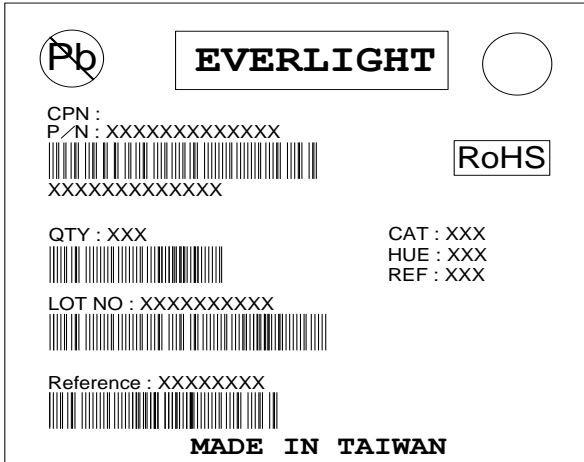 Pb
EVERLIGHT
CPN :
P/N : XXXXXXXXXXXXX
RoHS
XXXXXXXXXXXXX
QTY : XXX
CAT : XXX
HUE : XXX
REF : XXX
LOT NO : XXXXXXXXXX
Reference : XXXXXXXX
MADE IN TAIWAN